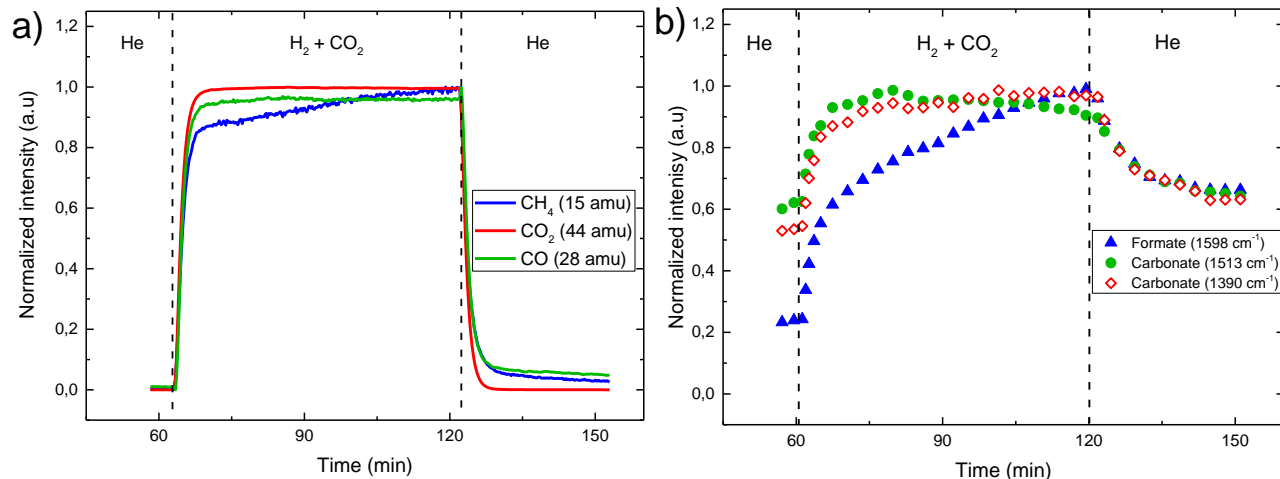 a)
He
H₂ + CO₂
He
1,2
1,0
0,8
0,6
0,4
0,2
0,0
Normalized intensity (a.u)
CH₄ (15 amu)
CO₂ (44 amu)
CO (28 amu)
60
90
120
150
Time (min)
b)
He
H₂ + CO₂
He
1,2
1,0
0,8
0,6
0,4
0,2
0,0
Normalized intenisy (a.u)
Formate (1598 cm⁻¹)
Carbonate (1513 cm⁻¹)
Carbonate (1390 cm⁻¹)
60
90
120
150
Time (min)